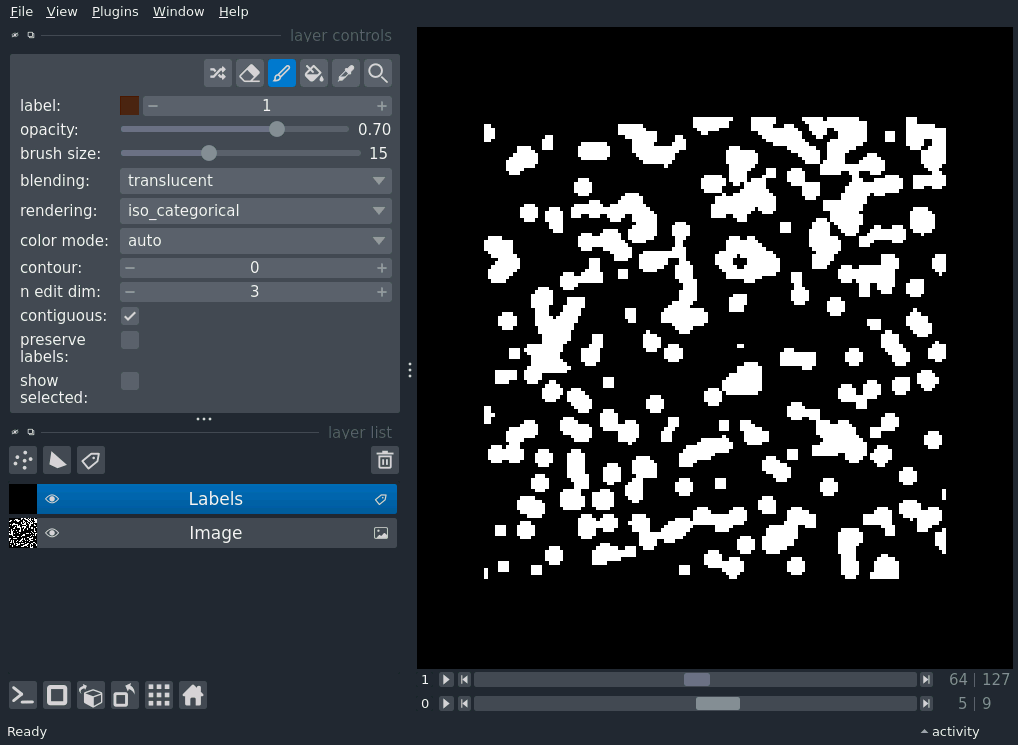 File View Plugins Window Help
layer controls
label: − 1 +
opacity: 0.70
brush size: 15
blending: translucent
rendering: iso_categorical
color mode: auto
contour: − 0 +
n edit dim: − 3 +
contiguous:
preserve
labels:
show
selected:
layer list
Labels
Image
1 64 | 127
0 5 | 9
Ready activity